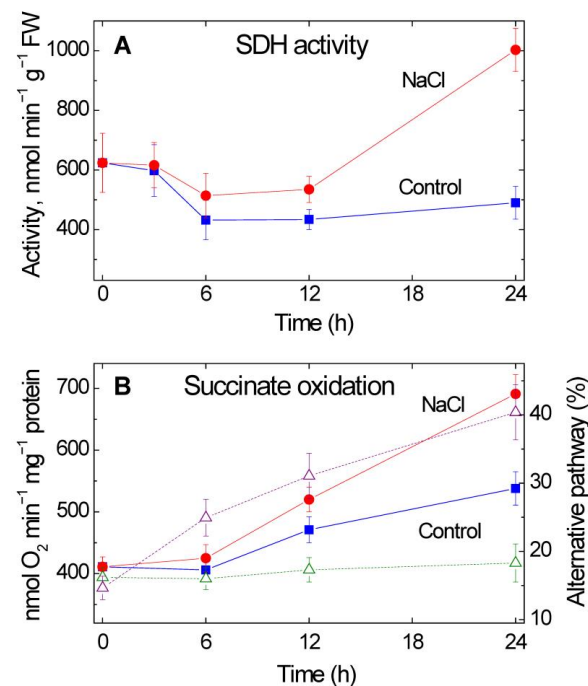 A SDH activity
NaCl
Control
Activity, nmol min⁻¹ g⁻¹ FW
1000
800
600
400
0 6 12 18 24
Time (h)
B Succinate oxidation
NaCl
Control
nmol O₂ min⁻¹ mg⁻¹ protein
700
600
500
400
Alternative pathway (%)
40
30
20
10
0 6 12 18 24
Time (h)